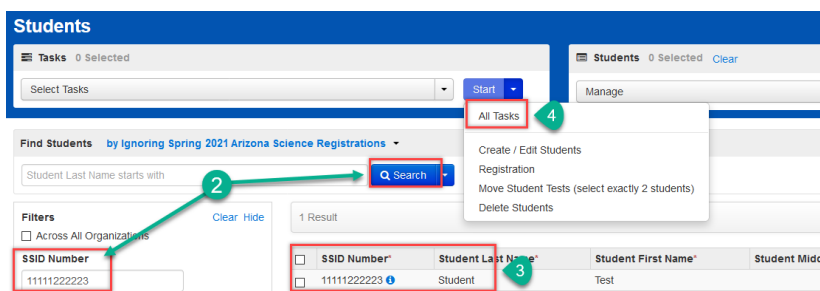 Students
Tasks 0 Selected
Students 0 Selected Clear
Select Tasks
Start
Manage
All Tasks
4
Create / Edit Students
Registration
Move Student Tests (select exactly 2 students)
Delete Students
Find Students by Ignoring Spring 2021 Arizona Science Registrations
Student Last Name starts with
2
Search
Filters Clear Hide
1 Result
Across All Organizations
SSID Number
11111222223
SSID Number* Student Last Name* Student First Name* Student Midd
3
11111222223 Student Test